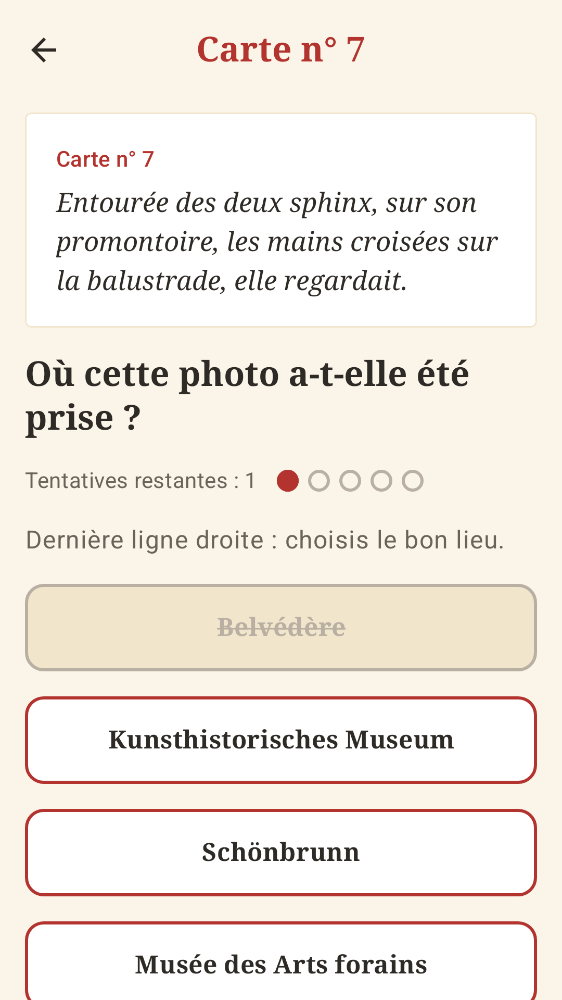 Carte n° 7
Carte n° 7
Entourée des deux sphinx, sur son
promontoire, les mains croisées sur
la balustrade, elle regardait.
Où cette photo a-t-elle été
prise ?
Tentatives restantes : 1
Dernière ligne droite : choisis le bon lieu.
Belvédère
Kunsthistorisches Museum
Schönbrunn
Musée des Arts forains